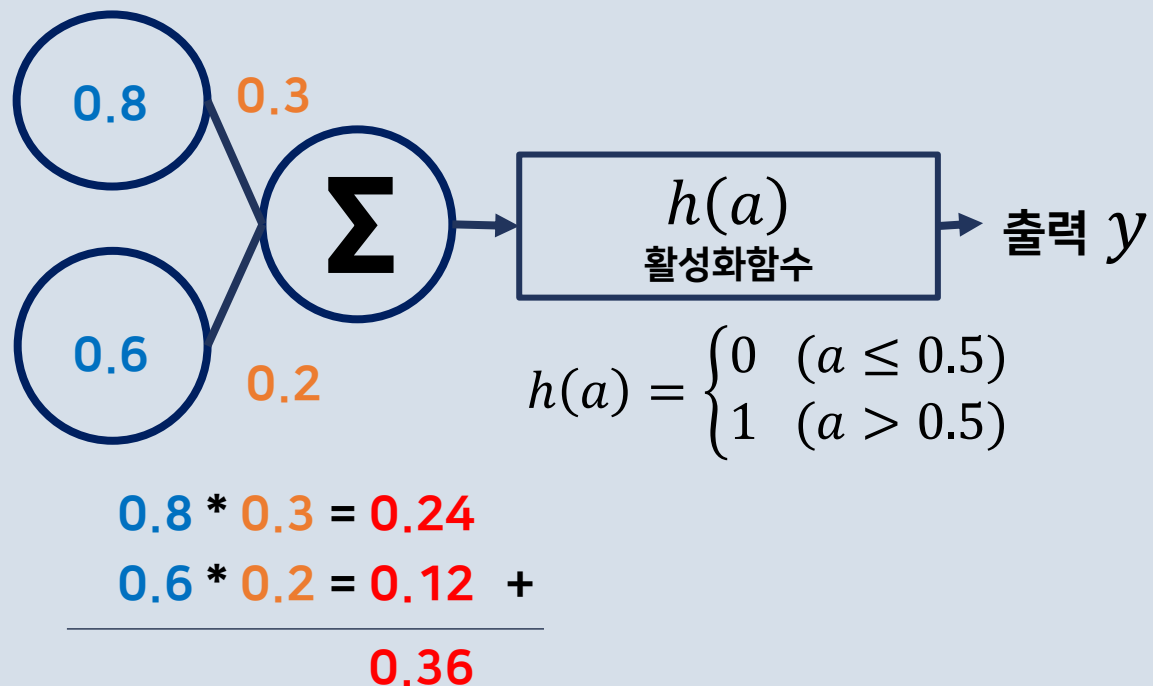 0.8
0.3
Σ
h(a)
활성화함수
출력 y
0.6
0.2
h(a) = {0 (a ≤ 0.5)
1 (a > 0.5)
0.8 * 0.3 = 0.24
0.6 * 0.2 = 0.12 +
0.36